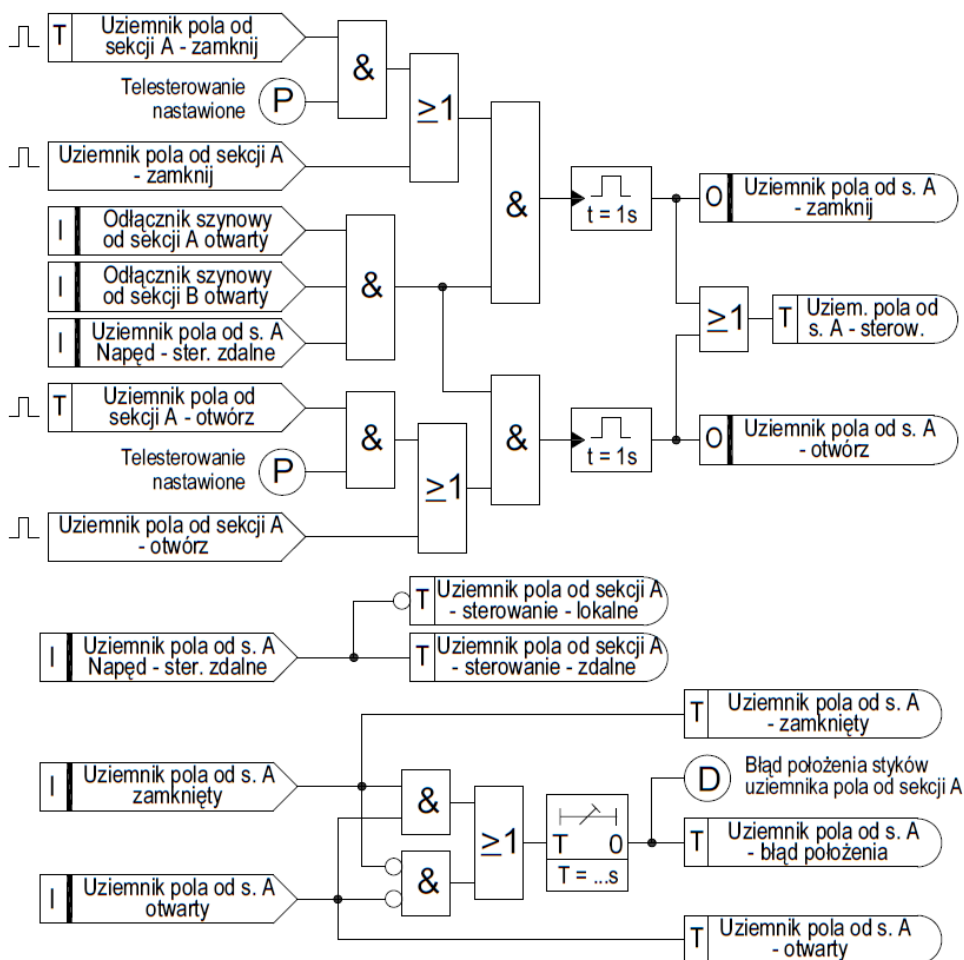 T
Uziemnik pola od
sekcji A - zamknij
Telesterowanie
nastawione
P
&
≥1
Uziemnik pola od sekcji A
- zamknij
I
Odłącznik szynowy
od sekcji A otwarty
I
Odłącznik szynowy
od sekcji B otwarty
I
Uziemnik pola od s. A
Napęd - ster. zdalne
&
&
t = 1s
O
Uziemnik pola od s. A
- zamknij
≥1
T
Uziem. pola od
s. A - sterow.
T
Uziemnik pola od
sekcji A - otwórz
Telesterowanie
nastawione
P
&
≥1
&
t = 1s
O
Uziemnik pola od s. A
- otwórz
Uziemnik pola od sekcji A
- otwórz
T
Uziemnik pola od sekcji A
- sterowanie - lokalne
I
Uziemnik pola od s. A
Napęd - ster. zdalne
T
Uziemnik pola od sekcji A
- sterowanie - zdalne
T
Uziemnik pola od s. A
- zamknięty
I
Uziemnik pola od s. A
zamknięty
&
≥1
T 0
T = ...s
D
Błąd położenia styków
uziemnika pola od sekcji A
T
Uziemnik pola od s. A
- błąd położenia
I
Uziemnik pola od s. A
otwarty
&
T
Uziemnik pola od s. A
- otwarty